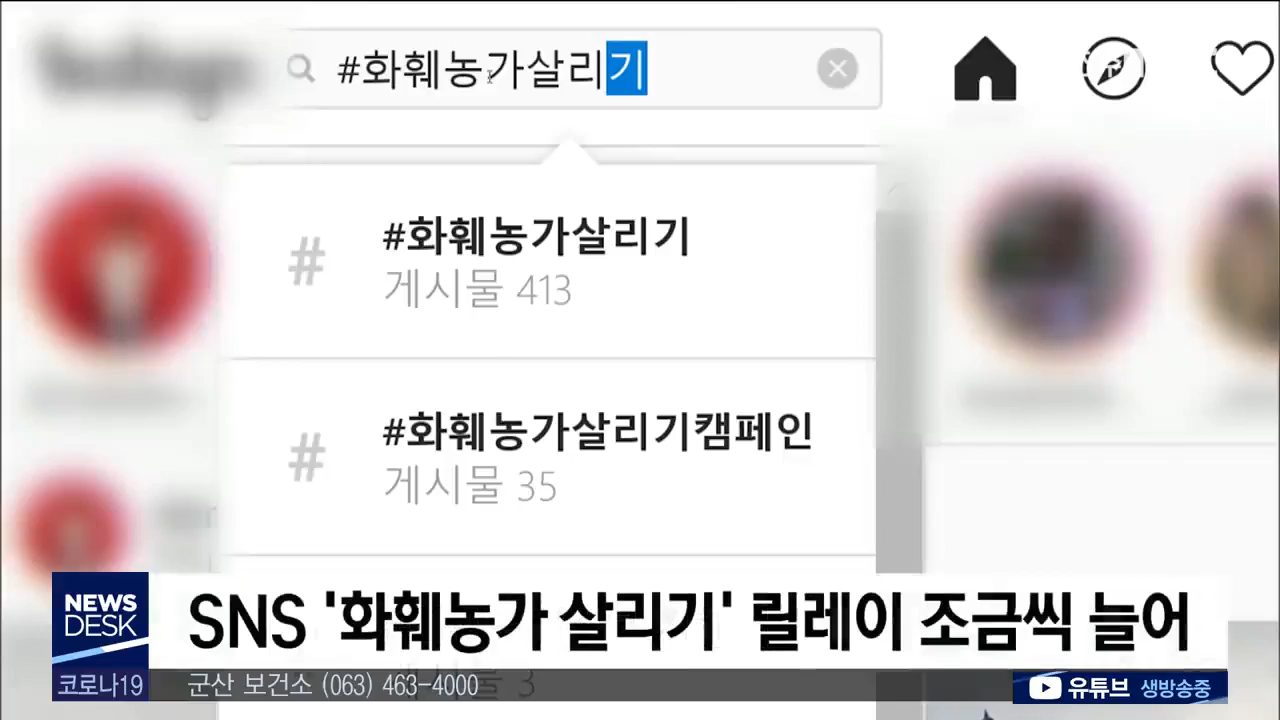 #화훼농가살리기
#
#화훼농가살리기
게시물 413
#
#화훼농가살리기캠페인
게시물 35
NEWS
DESK
SNS '화훼농가 살리기' 릴레이 조금씩 늘어
코로나19
군산 보건소 (063) 463-4000
유튜브 생방송중